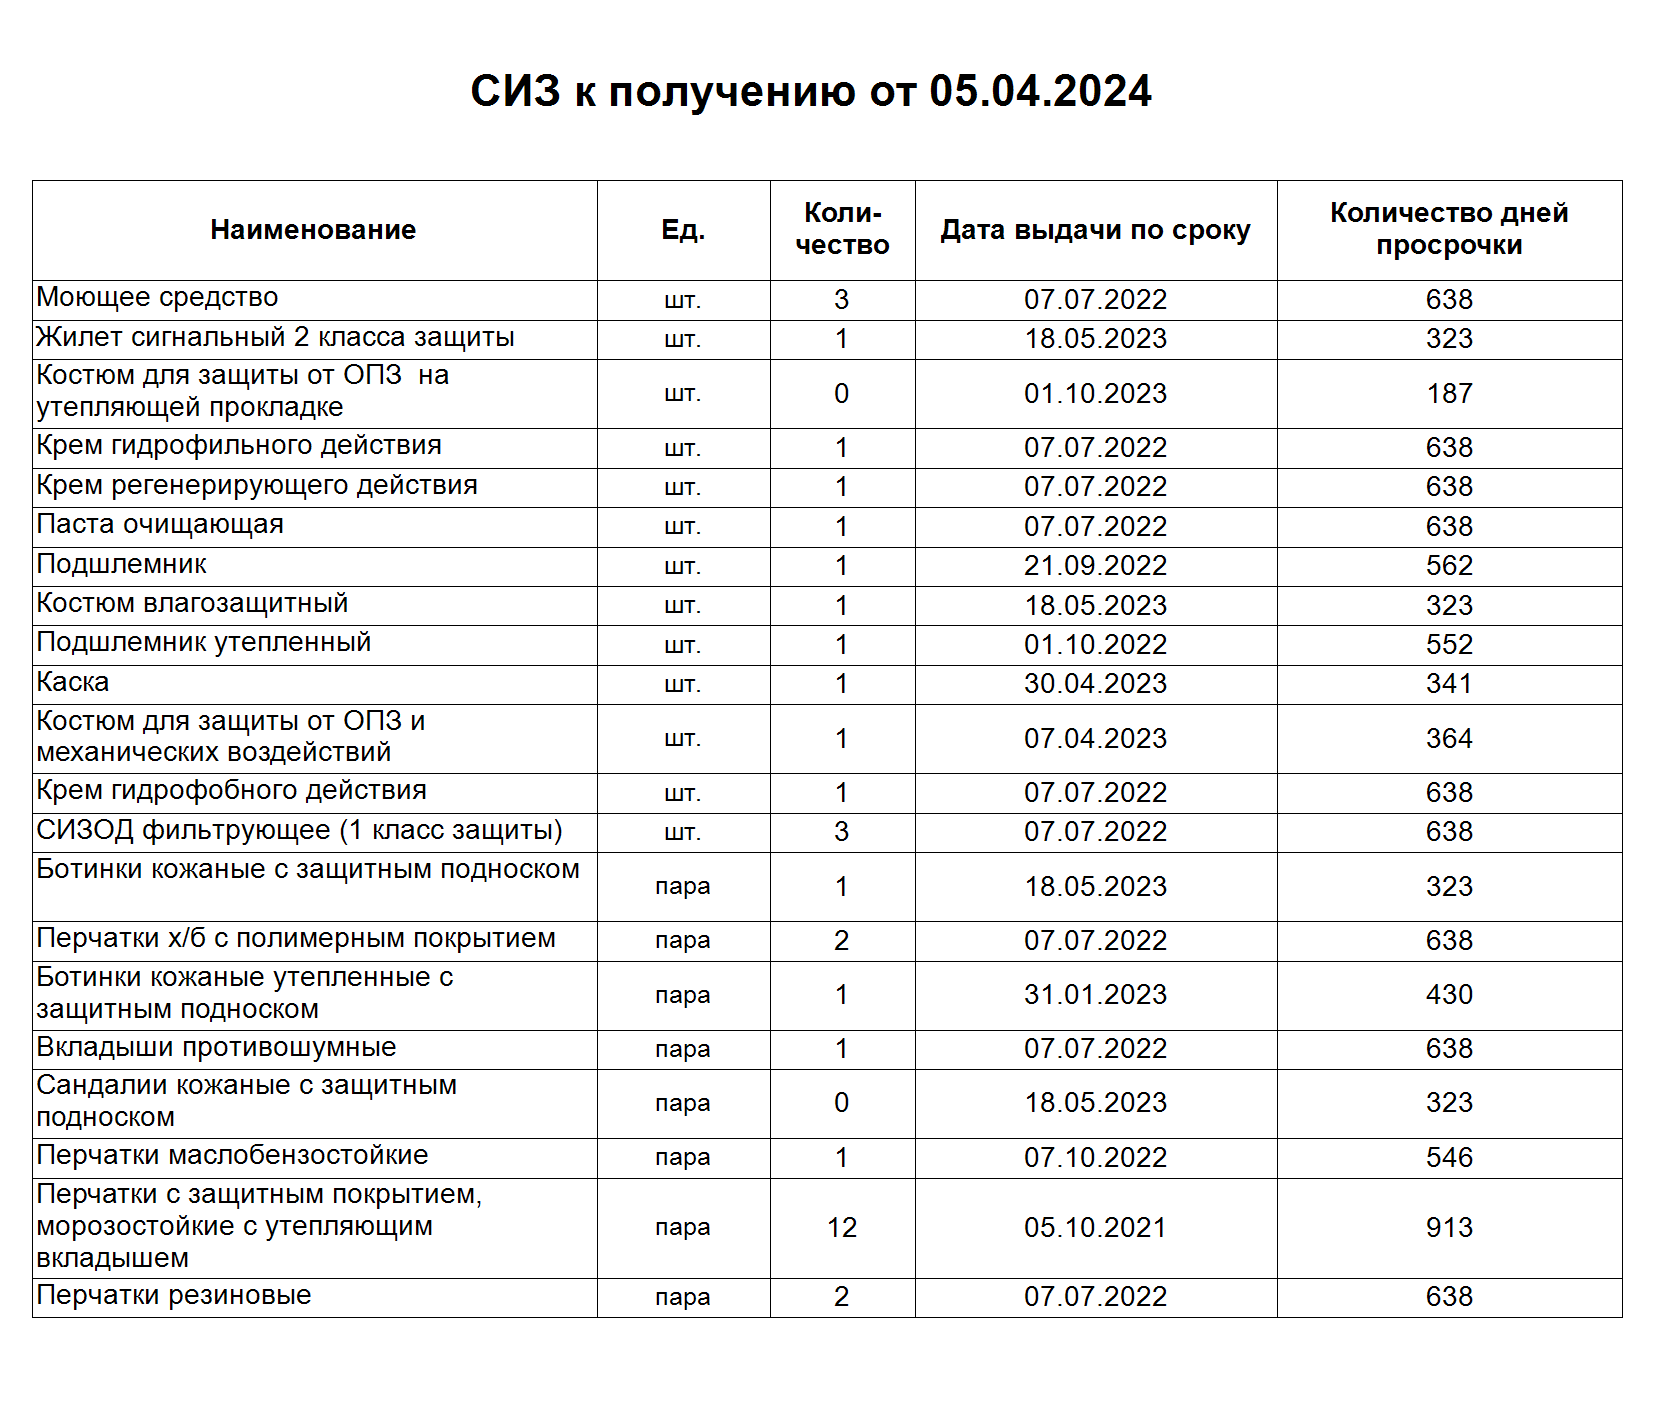 СИЗ к получению от 05.04.2024
Наименование Ед. Коли-
чество Дата выдачи по сроку Количество дней
просрочки
Моющее средство шт. 3 07.07.2022 638
Жилет сигнальный 2 класса защиты шт. 1 18.05.2023 323
Костюм для защиты от ОПЗ  на
утепляющей прокладке шт. 0 01.10.2023 187
Крем гидрофильного действия шт. 1 07.07.2022 638
Крем регенерирующего действия шт. 1 07.07.2022 638
Паста очищающая шт. 1 07.07.2022 638
Подшлемник шт. 1 21.09.2022 562
Костюм влагозащитный шт. 1 18.05.2023 323
Подшлемник утепленный шт. 1 01.10.2022 552
Каска шт. 1 30.04.2023 341
Костюм для защиты от ОПЗ и
механических воздействий шт. 1 07.04.2023 364
Крем гидрофобного действия шт. 1 07.07.2022 638
СИЗОД фильтрующее (1 класс защиты) шт. 3 07.07.2022 638
Ботинки кожаные с защитным подноском пара 1 18.05.2023 323
Перчатки х/б с полимерным покрытием пара 2 07.07.2022 638
Ботинки кожаные утепленные с
защитным подноском пара 1 31.01.2023 430
Вкладыши противошумные пара 1 07.07.2022 638
Сандалии кожаные с защитным
подноском пара 0 18.05.2023 323
Перчатки маслобензостойкие пара 1 07.10.2022 546
Перчатки с защитным покрытием,
морозостойкие с утепляющим
вкладышем пара 12 05.10.2021 913
Перчатки резиновые пара 2 07.07.2022 638